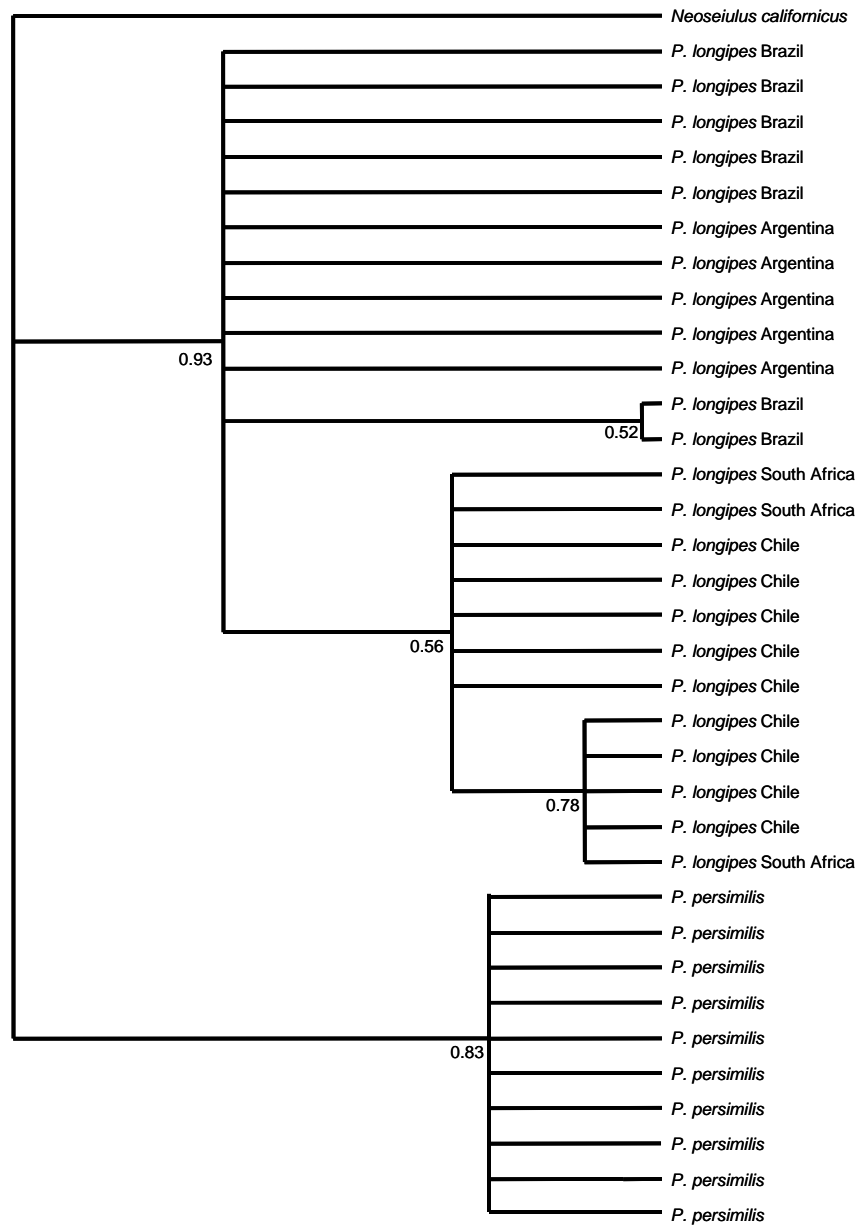 Neoseiulus californicus
P. longipes Brazil
P. longipes Brazil
P. longipes Brazil
P. longipes Brazil
P. longipes Brazil
P. longipes Argentina
P. longipes Argentina
P. longipes Argentina
P. longipes Argentina
0.93
P. longipes Argentina
P. longipes Brazil
0.52
P. longipes Brazil
P. longipes South Africa
P. longipes South Africa
P. longipes Chile
P. longipes Chile
P. longipes Chile
0.56
P. longipes Chile
P. longipes Chile
P. longipes Chile
P. longipes Chile
P. longipes Chile
0.78
P. longipes Chile
P. longipes South Africa
P. persimilis
P. persimilis
P. persimilis
P. persimilis
P. persimilis
0.83
P. persimilis
P. persimilis
P. persimilis
P. persimilis
P. persimilis